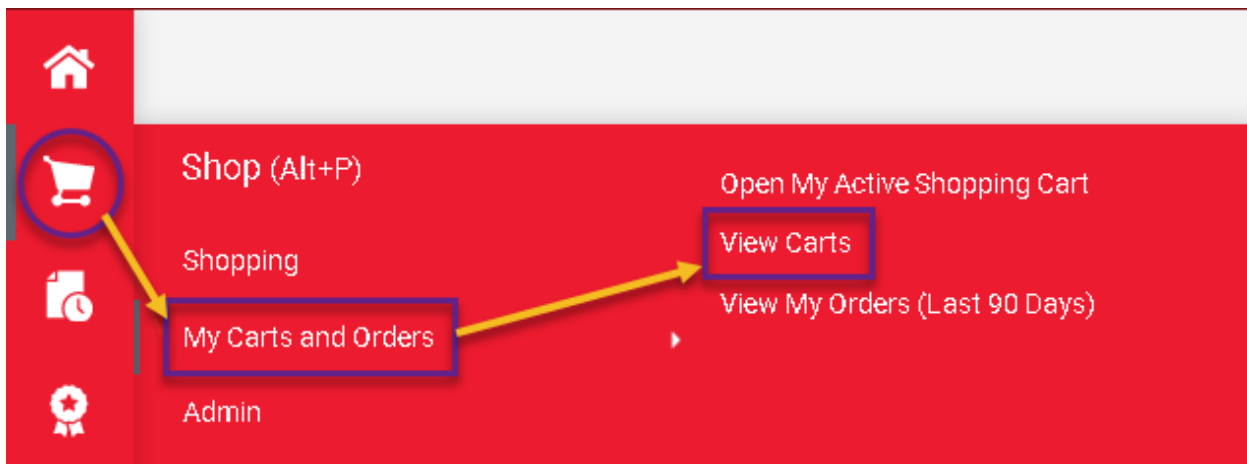 Shop (Alt+P)
Shopping
My Carts and Orders
Admin
Open My Active Shopping Cart
View Carts
View My Orders (Last 90 Days)